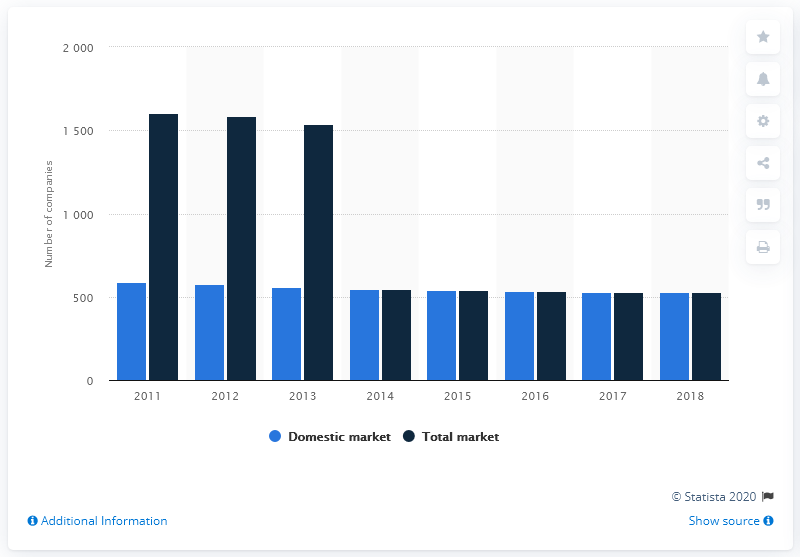 2 000
1 500
1 000
500
0
Number of companies
2011 2012 2013 2014 2015 2016 2017 2018
Domestic market Total market
© Statista 2020
Additional Information Show source